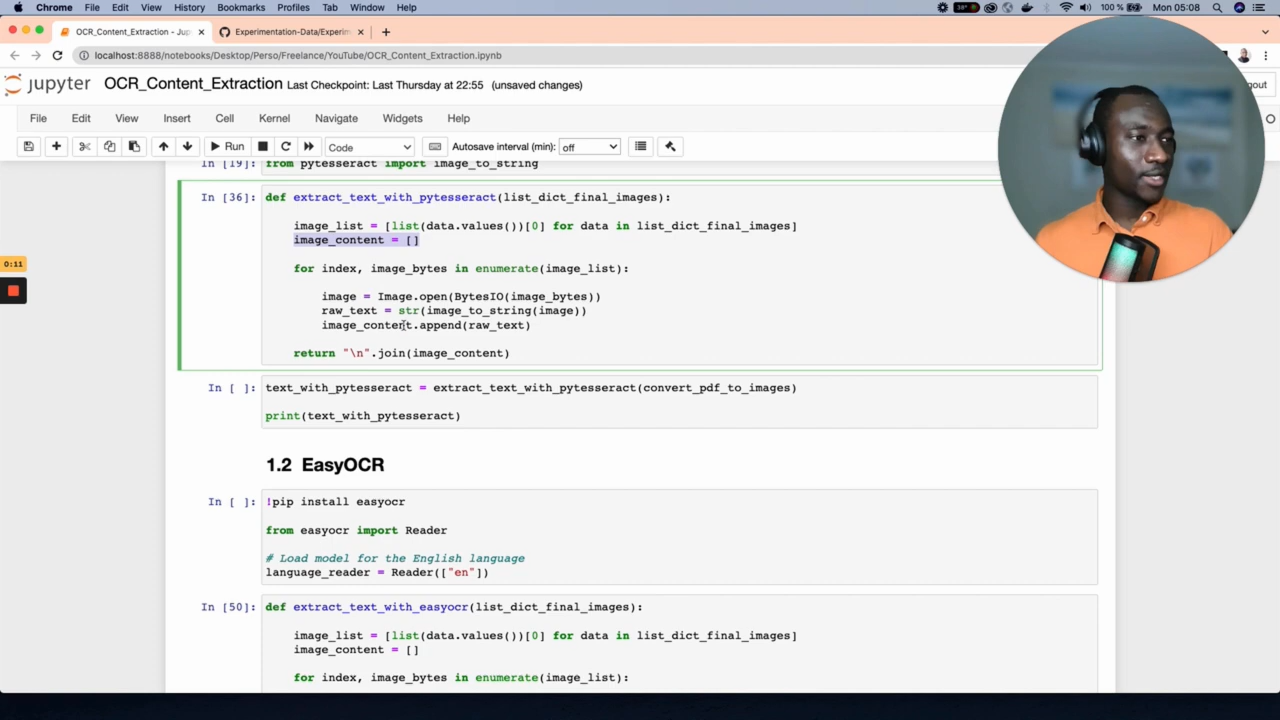 Chrome File Edit View History Bookmarks Profiles Tab Window Help 38° 100 % Mon 05:08
OCR_Content_Extraction - Jup Experimentation-Data/Experim
localhost:8888/notebooks/Desktop/Perso/Freelance/YouTube/OCR_Content_Extraction.ipynb
jupyter OCR_Content_Extraction Last Checkpoint: Last Thursday at 22:55 (unsaved changes) out
File Edit View Insert Cell Kernel Navigate Widgets Help
Run Code Autosave interval (min): off
In [19]: from pytesseract import image_to_string
In [36]: def extract_text_with_pytesseract(list_dict_final_images):
image_list = [list(data.values())[0] for data in list_dict_final_images]
image_content = []
0:11
for index, image_bytes in enumerate(image_list):
image = Image.open(BytesIO(image_bytes))
raw_text = str(image_to_string(image))
image_content.append(raw_text)
return "\n".join(image_content)
In [ ]: text_with_pytesseract = extract_text_with_pytesseract(convert_pdf_to_images)
print(text_with_pytesseract)
1.2 EasyOCR
In [ ]: !pip install easyocr
from easyocr import Reader
# Load model for the English language
language_reader = Reader(["en"])
In [50]: def extract_text_with_easyocr(list_dict_final_images):
image_list = [list(data.values())[0] for data in list_dict_final_images]
image_content = []
for index, image_bytes in enumerate(image_list):